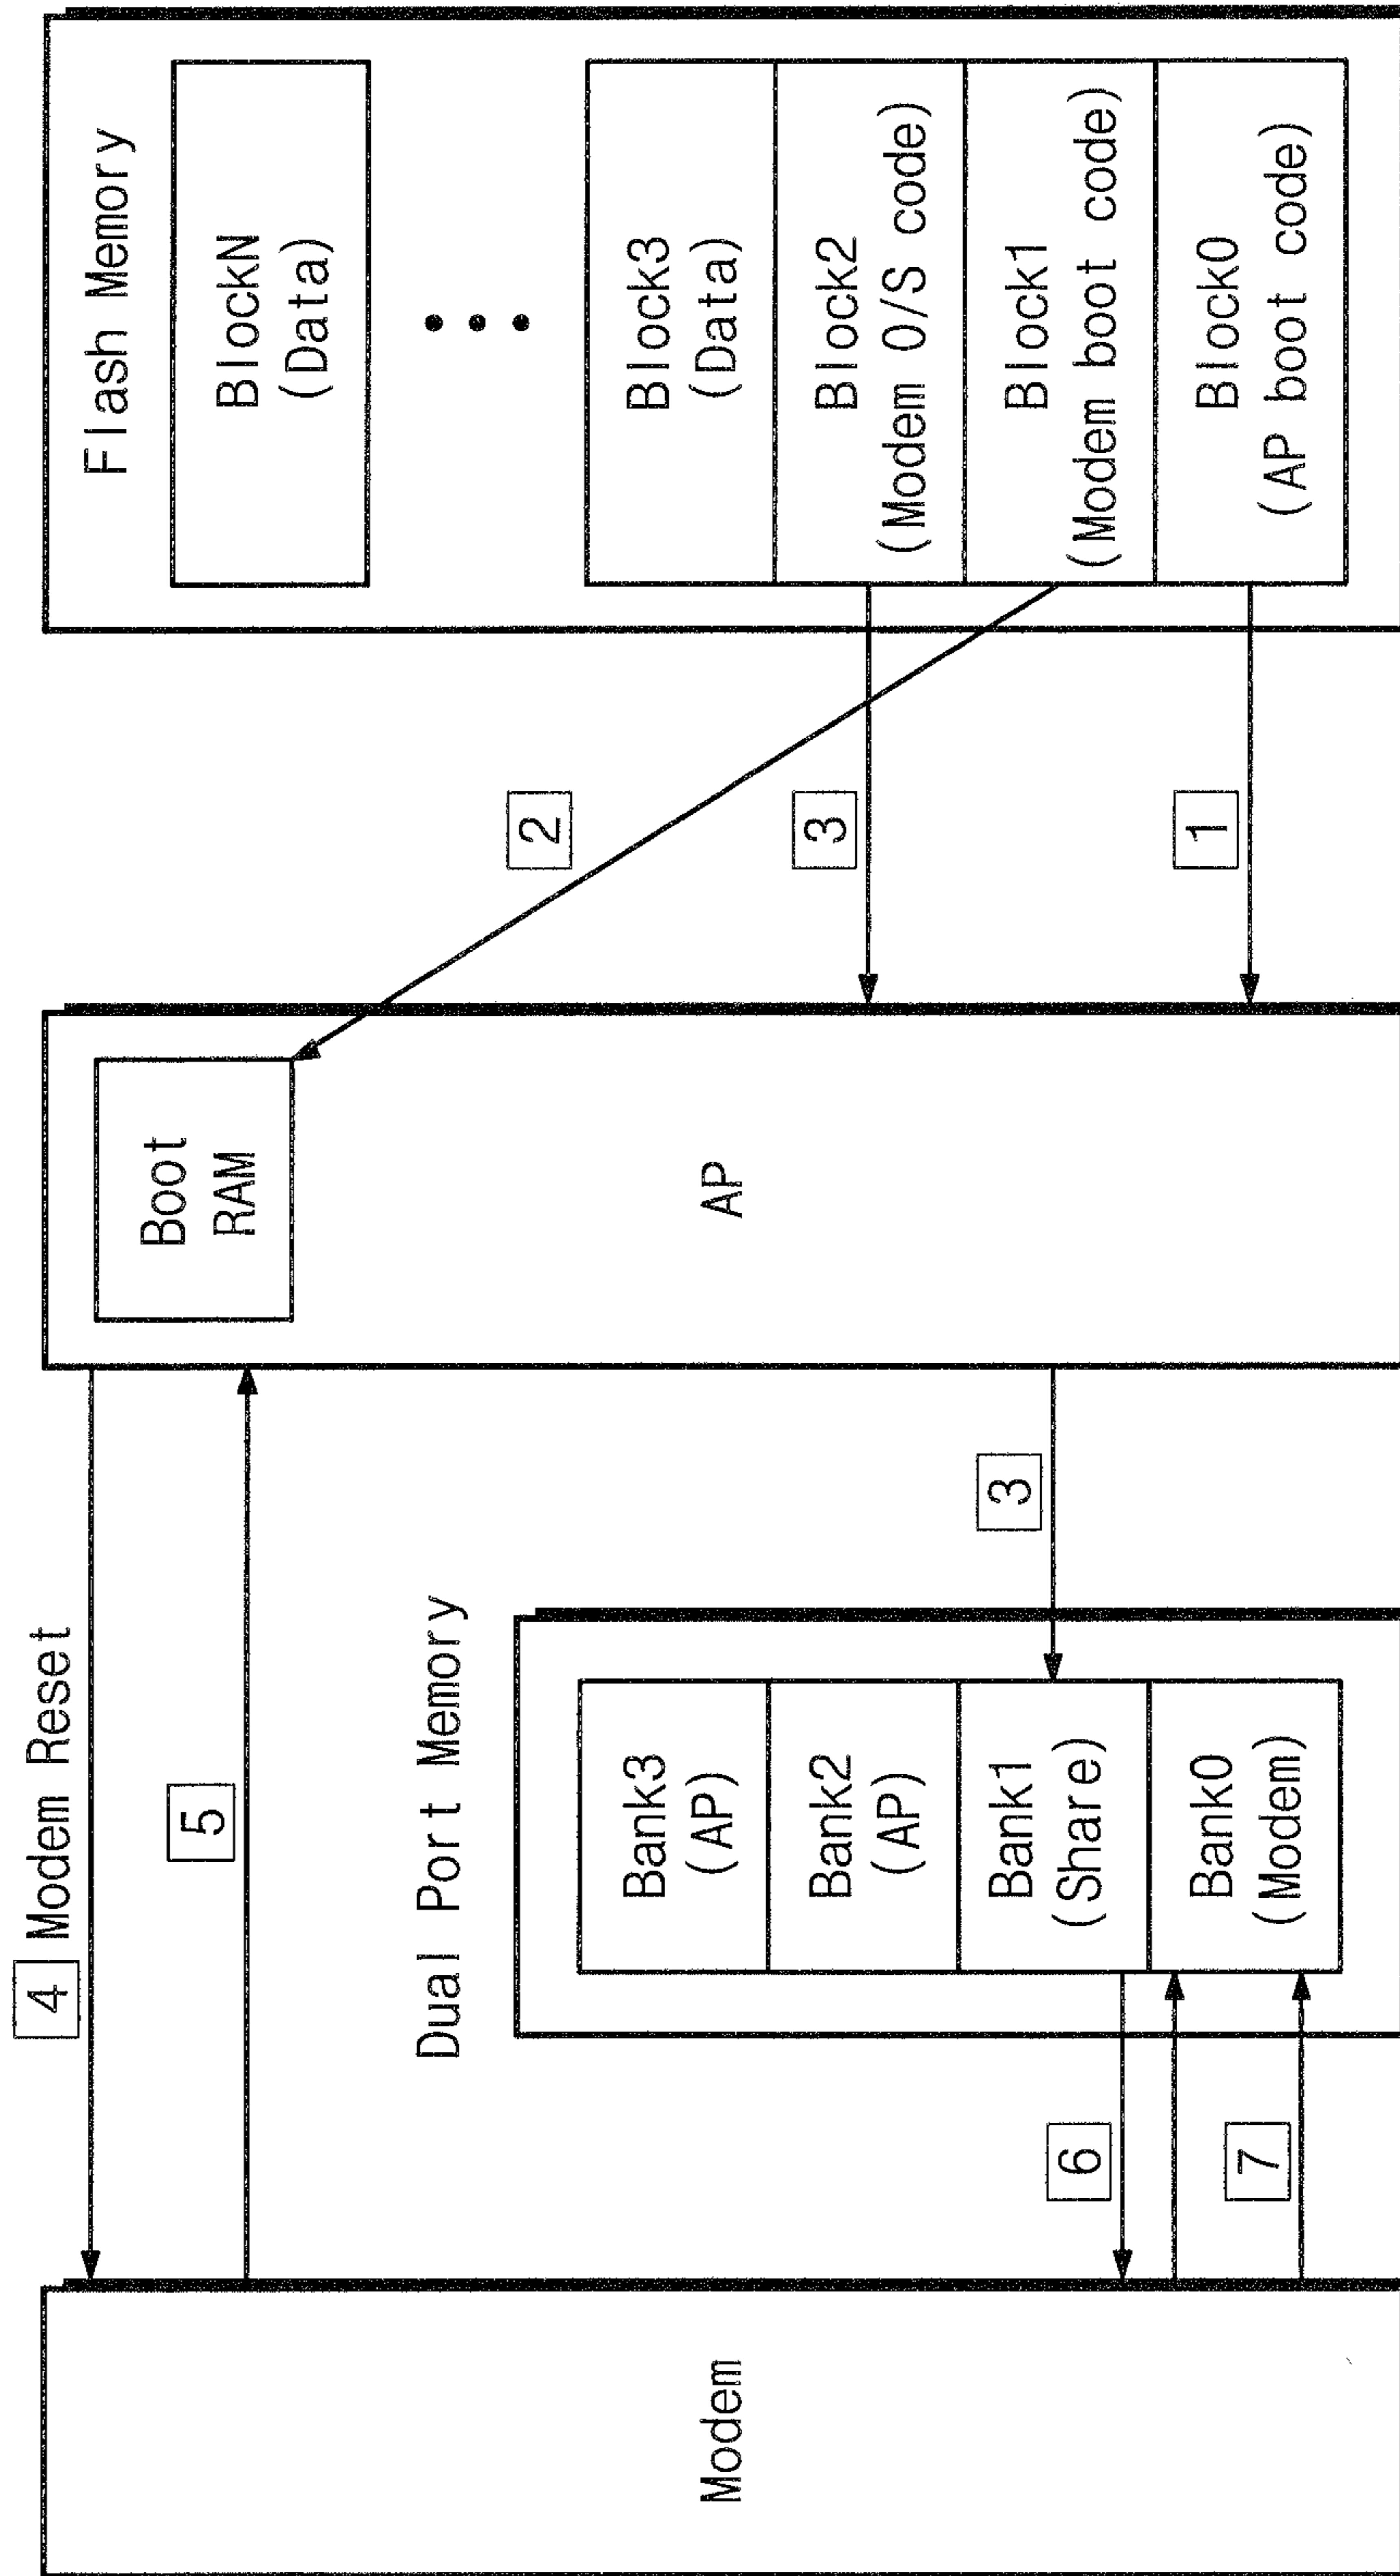 4 Modem Reset
5
Modem
Dual Port Memory
Bank3
(AP)
Bank2
(AP)
Bank1
(Share)
Bank0
(Modem)
6
7
3
Boot
RAM
AP
2
3
1
Flash Memory
BlockN
(Data)
Block3
(Data)
Block2
(Modem O/S code)
Block1
(Modem boot code)
Block0
(AP boot code)